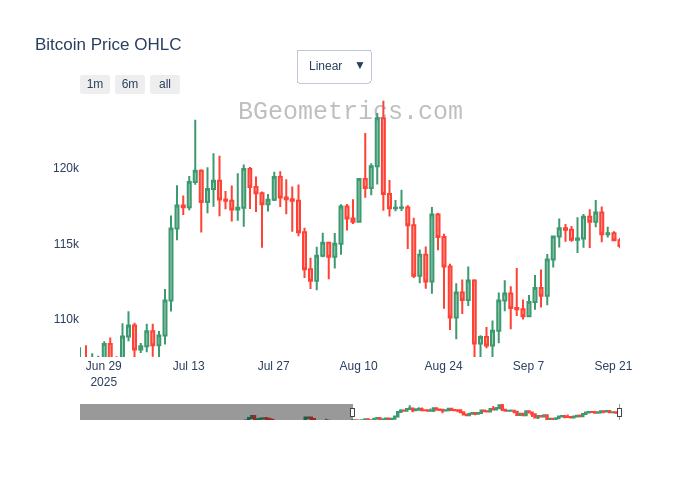 Bitcoin Price OHLC
Linear ▼
1m 6m all
BGeometrics.com
120k
115k
110k
Jun 29 Jul 13 Jul 27 Aug 10 Aug 24 Sep 7 Sep 21
2025